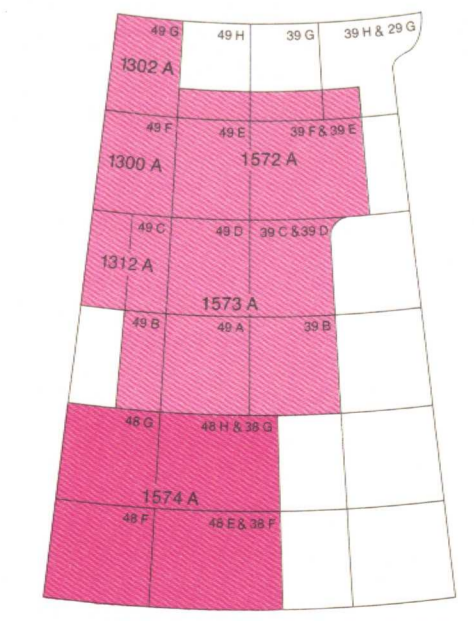 49 G
49 H
39 G
39 H & 29 G
1302 A
49 F
49 E
39 F & 39 E
1300 A
1572 A
49 C
49 D
39 C & 39 D
1312 A
1573 A
49 B
49 A
39 B
48 G
48 H & 38 G
1574 A
48 F
48 E & 38 F